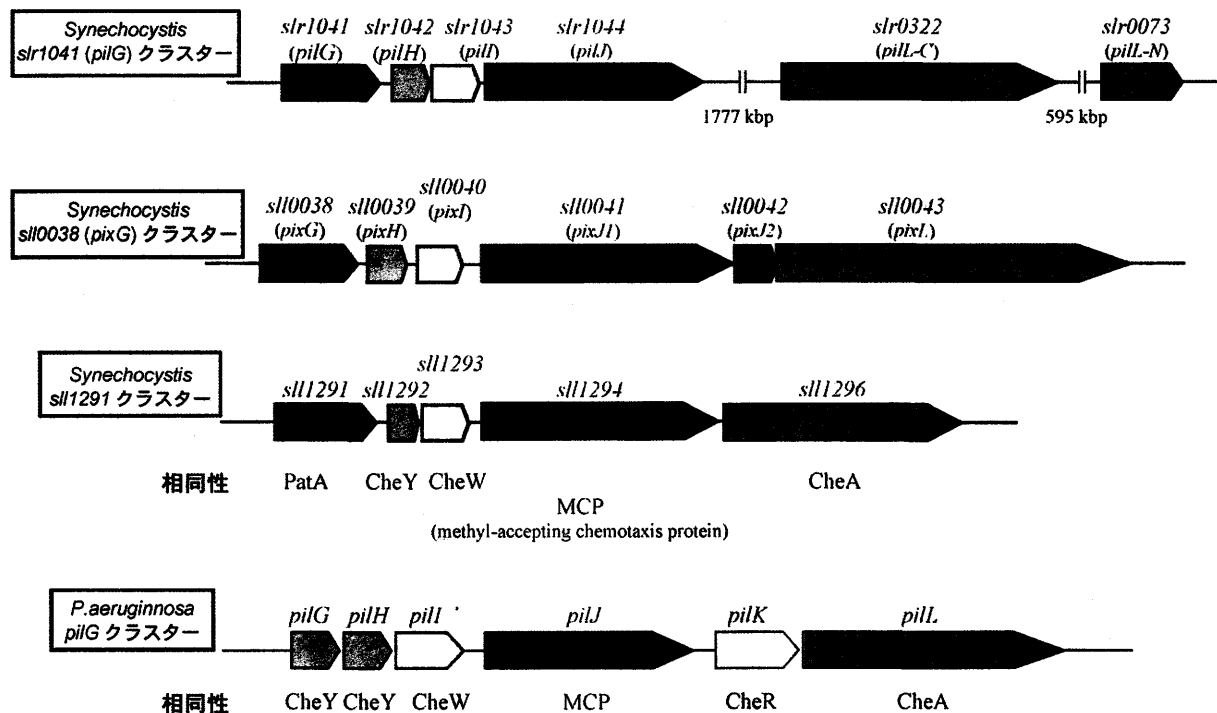 Synechocystis
slr1041 (pilG) クラスター
slr1041 slr1042 slr1043 slr1044 slr0322 slr0073
(pilG) (pilH) (pilI) (pilJ) (pilL-C) (pilL-N)
1777 kbp 595 kbp
Synechocystis
sll0038 (pixG) クラスター
sll0038 sll0039 sll0040 sll0041 sll0042 sll0043
(pixG) (pixH) (pixI) (pixJ1) (pixJ2) (pixL)
Synechocystis
sll1291 クラスター
sll1291 sll1292 sll1293 sll1294 sll1296
相同性 PatA CheY CheW CheA
MCP
(methyl-accepting chemotaxis protein)
P.aeruginnosa
pilG クラスター
pilG pilH pilI pilJ pilK pilL
相同性 CheY CheY CheW MCP CheR CheA